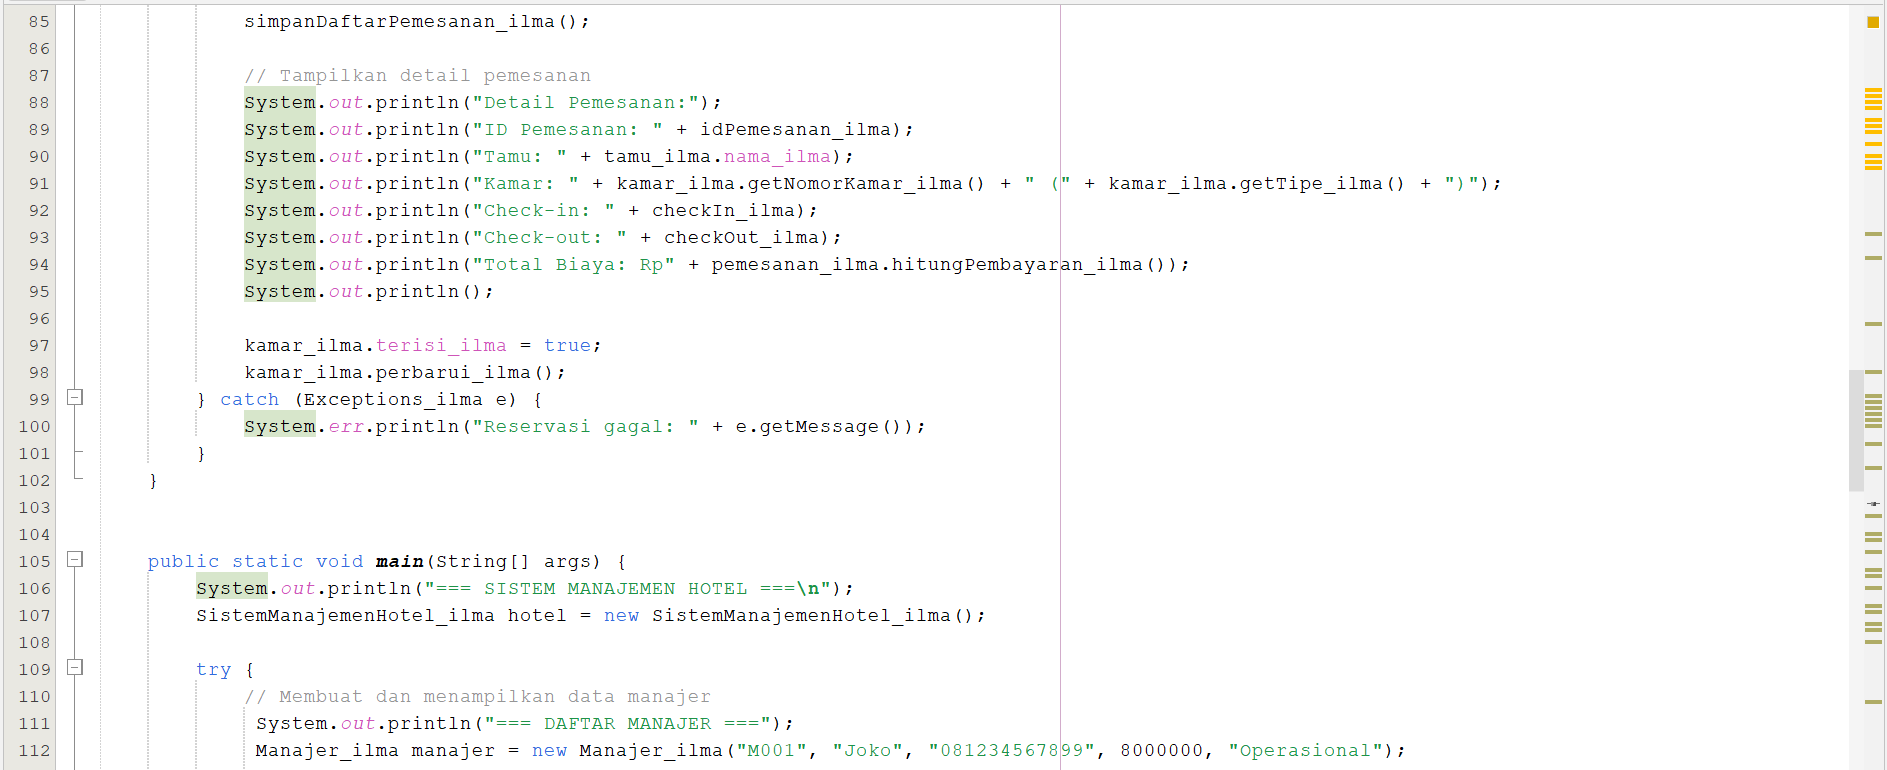 85 simpanDaftarPemesanan_ilma();
86
87 // Tampilkan detail pemesanan
88 System.out.println("Detail Pemesanan:");
89 System.out.println("ID Pemesanan: " + idPemesanan_ilma);
90 System.out.println("Tamu: " + tamu_ilma.nama_ilma);
91 System.out.println("Kamar: " + kamar_ilma.getNomorKamar_ilma() + " (" + kamar_ilma.getTipe_ilma() + ")");
92 System.out.println("Check-in: " + checkIn_ilma);
93 System.out.println("Check-out: " + checkOut_ilma);
94 System.out.println("Total Biaya: Rp" + pemesanan_ilma.hitungPembayaran_ilma());
95 System.out.println();
96
97 kamar_ilma.terisi_ilma = true;
98 kamar_ilma.perbarui_ilma();
99 } catch (Exceptions_ilma e) {
100 System.err.println("Reservasi gagal: " + e.getMessage());
101 }
102 }
103
104
105 public static void main(String[] args) {
106 System.out.println("=== SISTEM MANAJEMEN HOTEL ===\n");
107 SistemManajemenHotel_ilma hotel = new SistemManajemenHotel_ilma();
108
109 try {
110 // Membuat dan menampilkan data manajer
111 System.out.println("=== DAFTAR MANAJER ===");
112 Manajer_ilma manajer = new Manajer_ilma("M001", "Joko", "081234567899", 8000000, "Operasional");